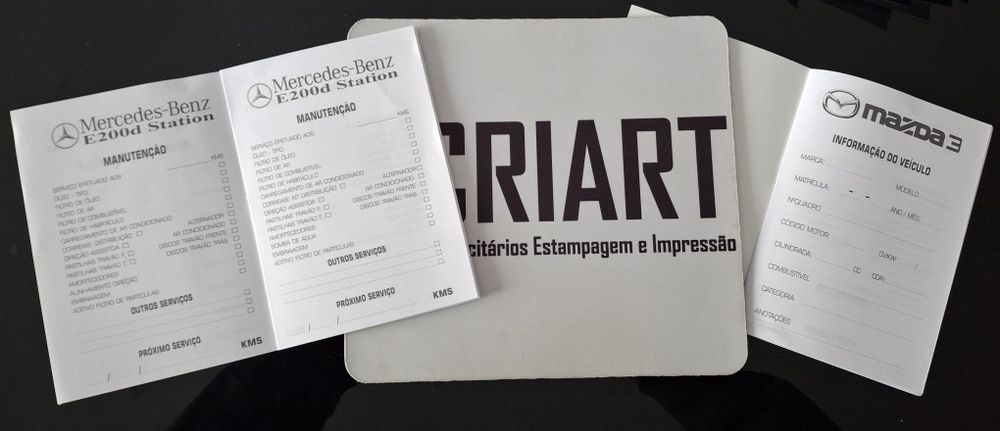 Mercedes-Benz
E200d Station
MANUTENÇÃO
KMS
SERVIÇO EFETUADO AOS
ÓLEO - TIPO:
FILTRO DE ÓLEO
FILTRO DE AR
FILTRO DE COMBUSTÍVEL
FILTRO DE HABITÁCULO
CARREGAMENTO DE AR CONDICIONADO
CORREIAS: DISTRIBUIÇÃO ALTERNADOR
DIREÇÃO ASSISTIDA AR CONDICIONADO
PASTILHAS TRAVÃO F. DISCOS TRAVÃO FRENTE
PASTILHAS TRAVÃO T. DISCOS TRAVÃO TRÁS
AMORTECEDORES
ALINHAMENTO DIREÇÃO
EMBRAIAGEM
ADITIVO FILTRO DE PARTÍCULAS
OUTROS SERVIÇOS
PRÓXIMO SERVIÇO
/ / KMS
Mercedes-Benz
E200d Station
MANUTENÇÃO
KMS
SERVIÇO EFETUADO AOS
ÓLEO - TIPO:
FILTRO DE ÓLEO
FILTRO DE AR
FILTRO DE COMBUSTÍVEL
FILTRO DE HABITÁCULO
CARREGAMENTO DE AR CONDICIONADO
CORREIAS: KIT DISTRIBUIÇÃO ALTERNADOR
DIREÇÃO ASSISTIDA AR CONDICIONADO
PASTILHAS TRAVÃO F. DISCOS TRAVÃO FRENTE
PASTILHAS TRAVÃO T. DISCOS TRAVÃO TRÁS
AMORTECEDORES
BOMBA DE ÁGUA
EMBRAIAGEM
ADITIVO FILTRO DE PARTÍCULAS
OUTROS SERVIÇOS
PRÓXIMO SERVIÇO
/ / KMS
CRIART
citários Estampagem e Impressão
mazda 3
INFORMAÇÃO DO VEÍCULO
MARCA: MODELO
MATRÍCULA: - ANO / MÊS.
NºQUADRO
CÓDIGO MOTOR:
CILINDRADA: CV/KW /
COMBUSTÍVEL CC COR:
CATEGORIA:
ANOTAÇÕES